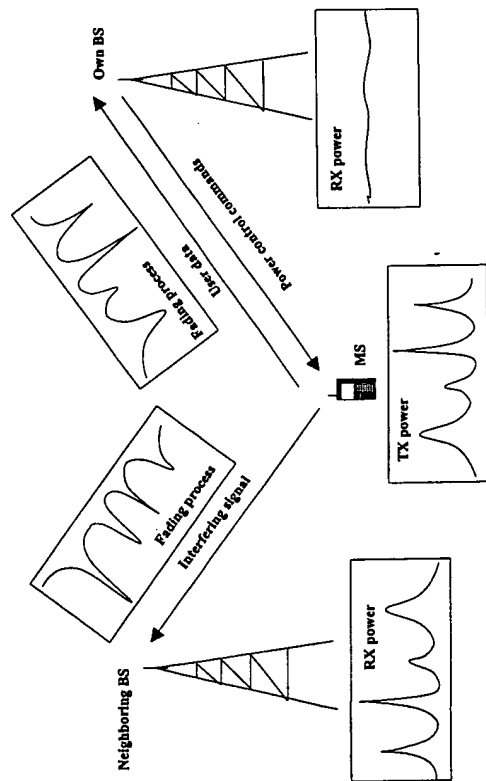 Own BS
RX power
Fading process
User data
Power control commands
MS
TX power
Fading process
Interfering signal
Neighboring BS
RX power